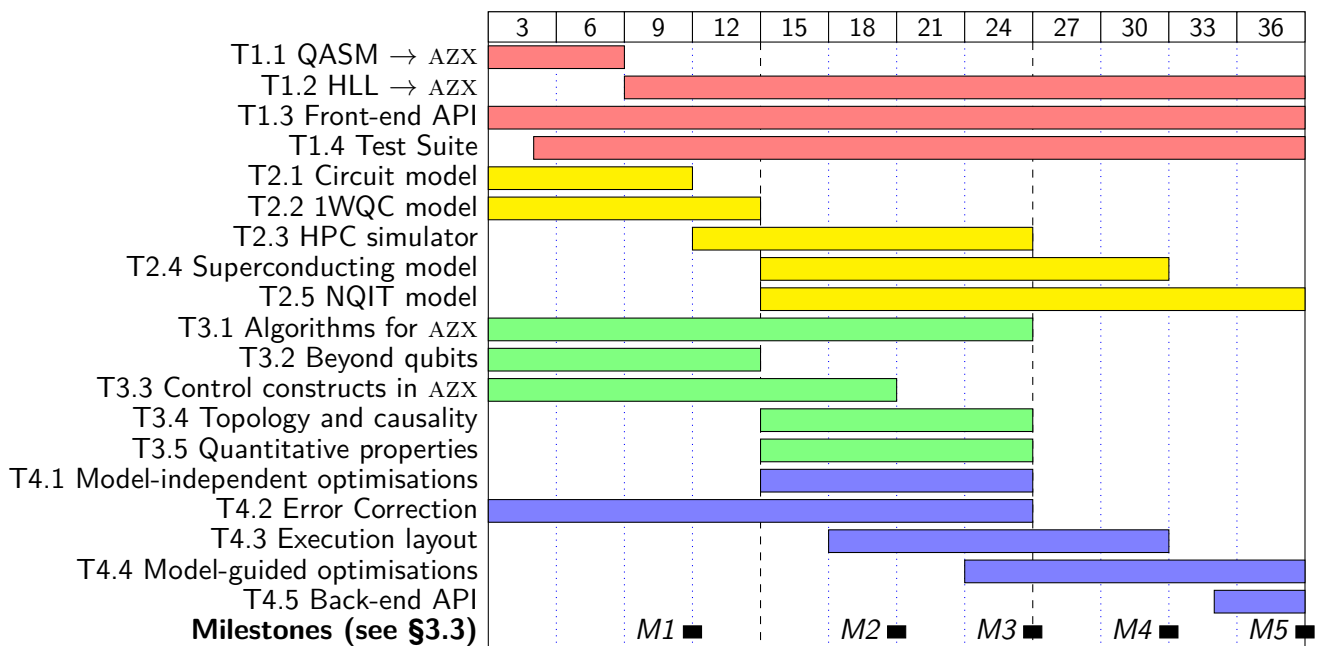 3 6 9 12 15 18 21 24 27 30 33 36
T1.1 QASM → AZX
T1.2 HLL → AZX
T1.3 Front-end API
T1.4 Test Suite
T2.1 Circuit model
T2.2 1WQC model
T2.3 HPC simulator
T2.4 Superconducting model
T2.5 NQIT model
T3.1 Algorithms for AZX
T3.2 Beyond qubits
T3.3 Control constructs in AZX
T3.4 Topology and causality
T3.5 Quantitative properties
T4.1 Model-independent optimisations
T4.2 Error Correction
T4.3 Execution layout
T4.4 Model-guided optimisations
T4.5 Back-end API
Milestones (see §3.3) M1 M2 M3 M4 M5